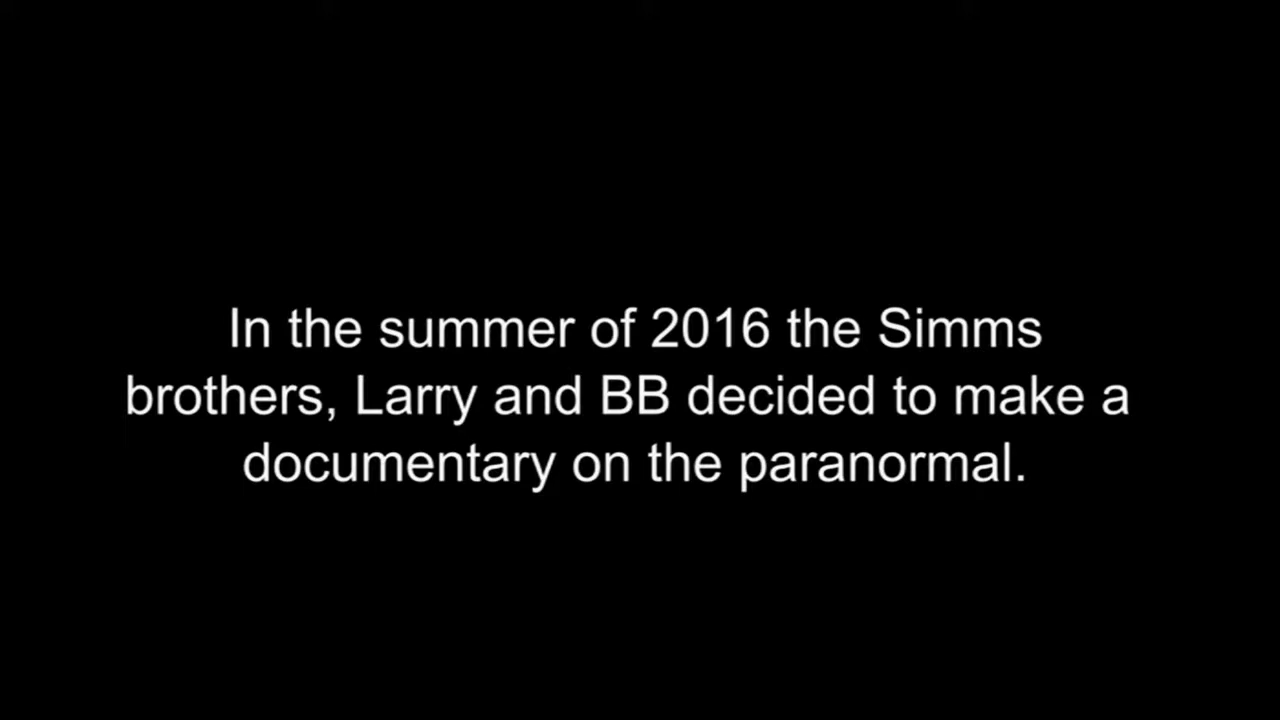 In the summer of 2016 the Simms
brothers, Larry and BB decided to make a
documentary on the paranormal.